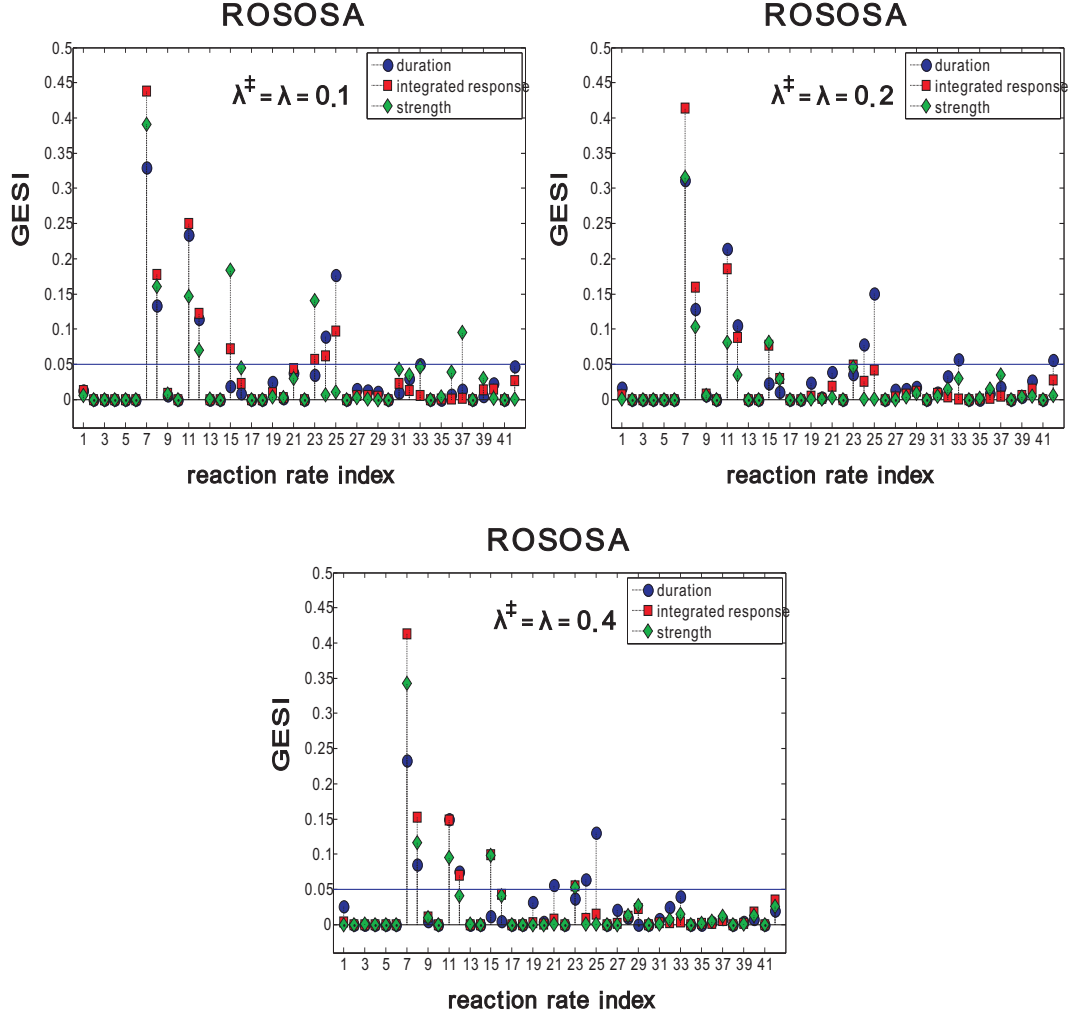 ROSOSA
0.5
0.45
0.4
0.35
0.3
0.25
0.2
0.15
0.1
0.05
0
GESI
λ‡ = λ = 0.1
duration
integrated response
strength
1 3 5 7 9 11 13 15 17 19 21 23 25 27 29 31 33 35 37 39 41
reaction rate index
ROSOSA
0.5
0.45
0.4
0.35
0.3
0.25
0.2
0.15
0.1
0.05
0
GESI
λ‡ = λ = 0.2
duration
integrated response
strength
1 3 5 7 9 11 13 15 17 19 21 23 25 27 29 31 33 35 37 39 41
reaction rate index
ROSOSA
0.5
0.45
0.4
0.35
0.3
0.25
0.2
0.15
0.1
0.05
0
GESI
λ‡ = λ = 0.4
duration
integrated response
strength
1 3 5 7 9 11 13 15 17 19 21 23 25 27 29 31 33 35 37 39 41
reaction rate index